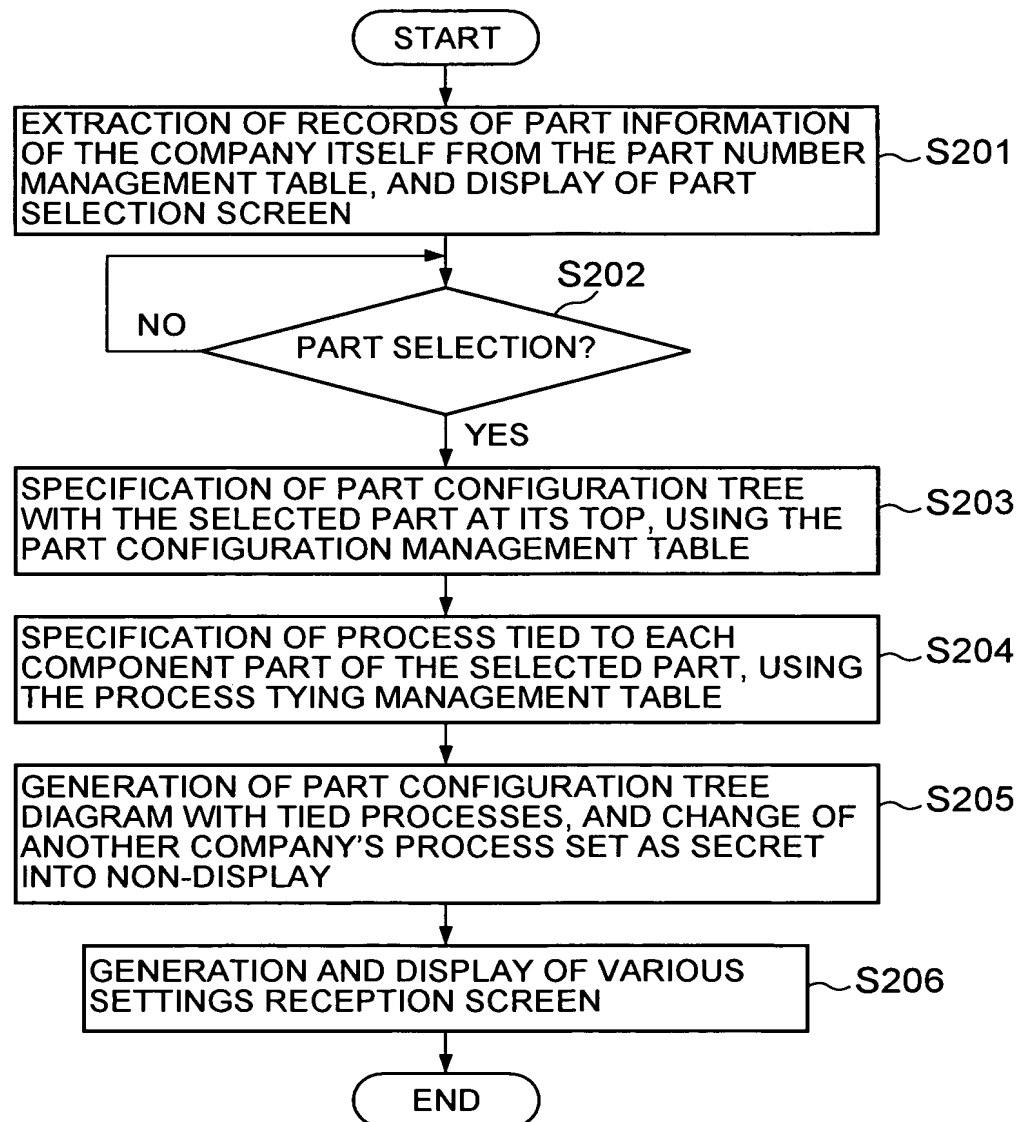 START
EXTRACTION OF RECORDS OF PART INFORMATION
OF THE COMPANY ITSELF FROM THE PART NUMBER
MANAGEMENT TABLE, AND DISPLAY OF PART
SELECTION SCREEN
S201
S202
NO
PART SELECTION?
YES
SPECIFICATION OF PART CONFIGURATION TREE
WITH THE SELECTED PART AT ITS TOP, USING THE
PART CONFIGURATION MANAGEMENT TABLE
S203
SPECIFICATION OF PROCESS TIED TO EACH
COMPONENT PART OF THE SELECTED PART, USING
THE PROCESS TYING MANAGEMENT TABLE
S204
GENERATION OF PART CONFIGURATION TREE
DIAGRAM WITH TIED PROCESSES, AND CHANGE OF
ANOTHER COMPANY'S PROCESS SET AS SECRET
INTO NON-DISPLAY
S205
GENERATION AND DISPLAY OF VARIOUS
SETTINGS RECEPTION SCREEN
S206
END